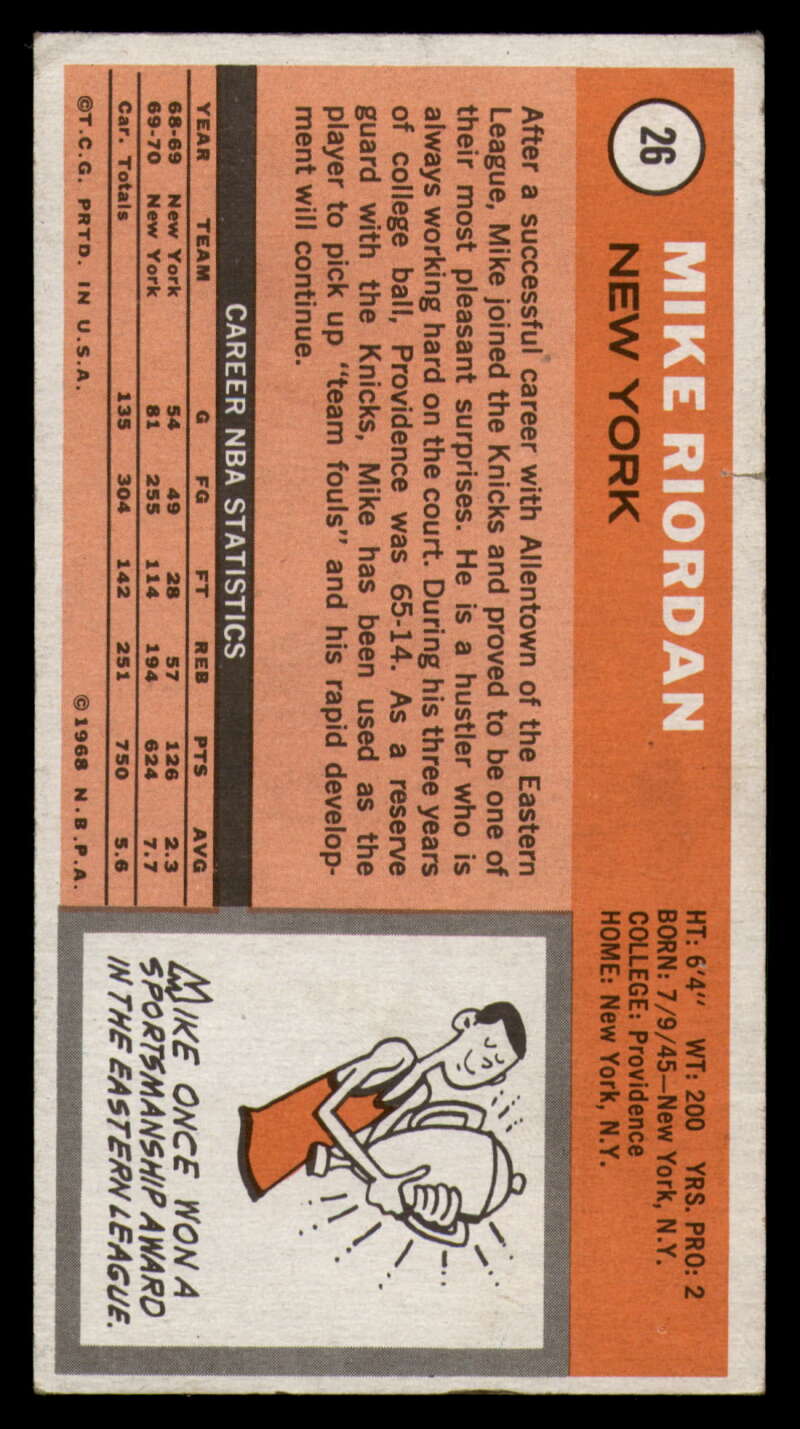 26
MIKE RIORDAN
NEW YORK
HT: 6'4" WT: 200 YRS. PRO: 2
BORN: 7/9/45—New York, N.Y.
COLLEGE: Providence
HOME: New York, N.Y.
After a successful career with Allentown of the Eastern
League, Mike joined the Knicks and proved to be one of
their most pleasant surprises. He is a hustler who is
always working hard on the court. During his three years
of college ball, Providence was 65-14. As a reserve
guard with the Knicks, Mike has been used as the
player to pick up "team fouls" and his rapid develop-
ment will continue.
CAREER NBA STATISTICS
YEAR TEAM G FG FT REB PTS AVG
68-69 New York 54 49 28 57 126 2.3
69-70 New York 81 255 114 194 624 7.7
Car. Totals 135 304 142 251 750 5.6
©T.C.G. PRTD. IN U.S.A. ©1968 N.B.P.A.
MIKE ONCE WON A
SPORTSMANSHIP AWARD
IN THE EASTERN LEAGUE.